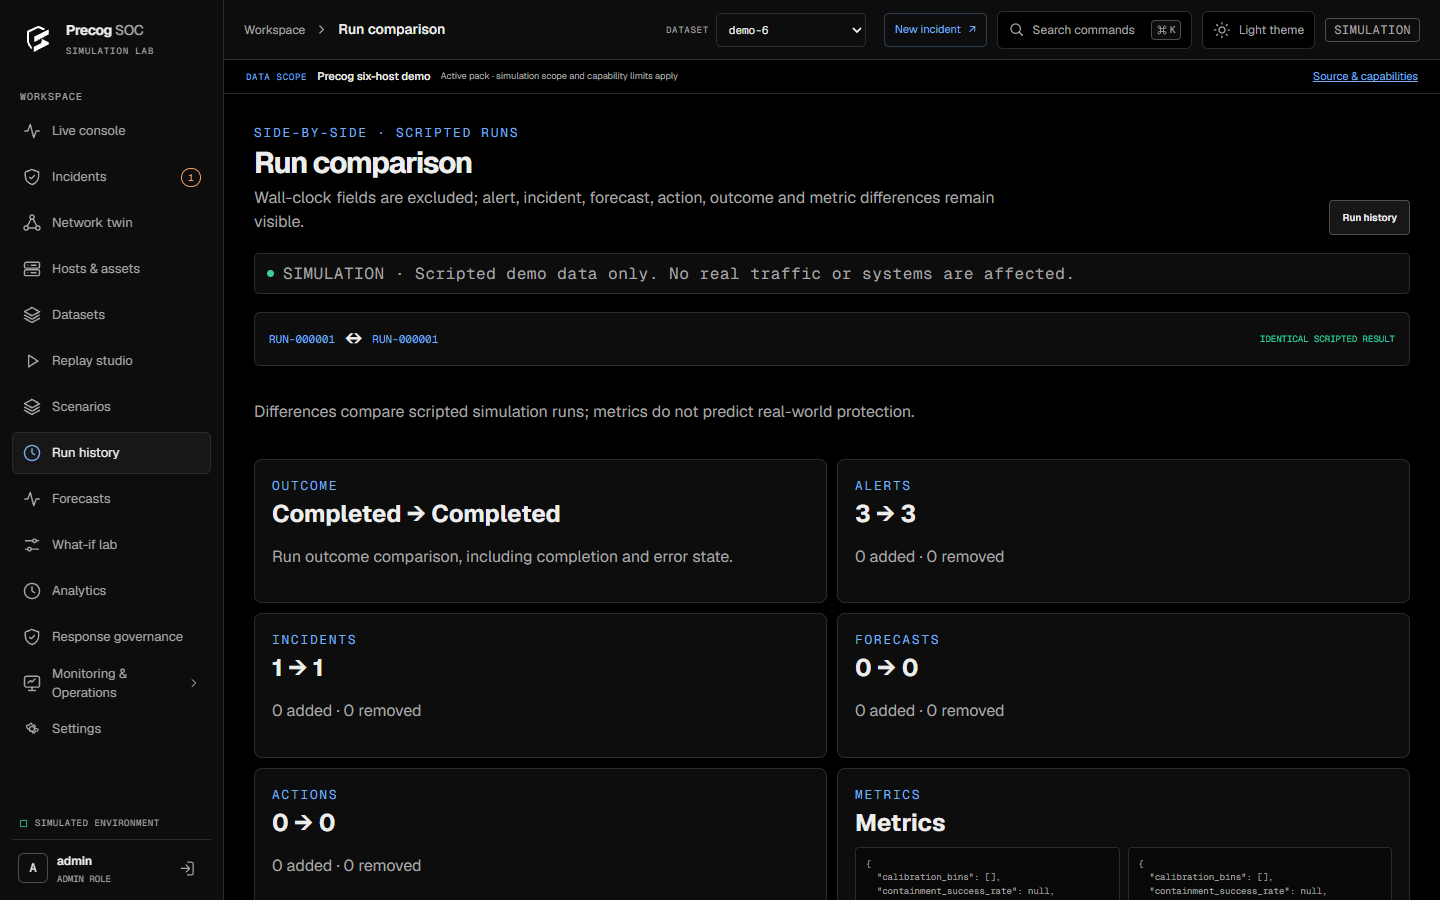 Precog SOC
SIMULATION LAB
WORKSPACE
Live console
Incidents
1
Network twin
Hosts & assets
Datasets
Replay studio
Scenarios
Run history
Forecasts
What-if lab
Analytics
Response governance
Monitoring &
Operations
Settings
SIMULATED ENVIRONMENT
A
admin
ADMIN ROLE
Workspace > Run comparison
DATASET
demo-6
New incident ↗
Search commands
⌘ K
Light theme
SIMULATION
DATA SCOPE Precog six-host demo Active pack · simulation scope and capability limits apply
Source & capabilities
SIDE-BY-SIDE · SCRIPTED RUNS
Run comparison
Wall-clock fields are excluded; alert, incident, forecast, action, outcome and metric differences remain
visible.
Run history
SIMULATION · Scripted demo data only. No real traffic or systems are affected.
RUN-000001 ↔ RUN-000001
IDENTICAL SCRIPTED RESULT
Differences compare scripted simulation runs; metrics do not predict real-world protection.
OUTCOME
Completed → Completed
Run outcome comparison, including completion and error state.
ALERTS
3 → 3
0 added · 0 removed
INCIDENTS
1 → 1
0 added · 0 removed
FORECASTS
0 → 0
0 added · 0 removed
ACTIONS
0 → 0
0 added · 0 removed
METRICS
Metrics
{
"calibration_bins": [],
"containment_success_rate": null,
{
"calibration_bins": [],
"containment_success_rate": null,